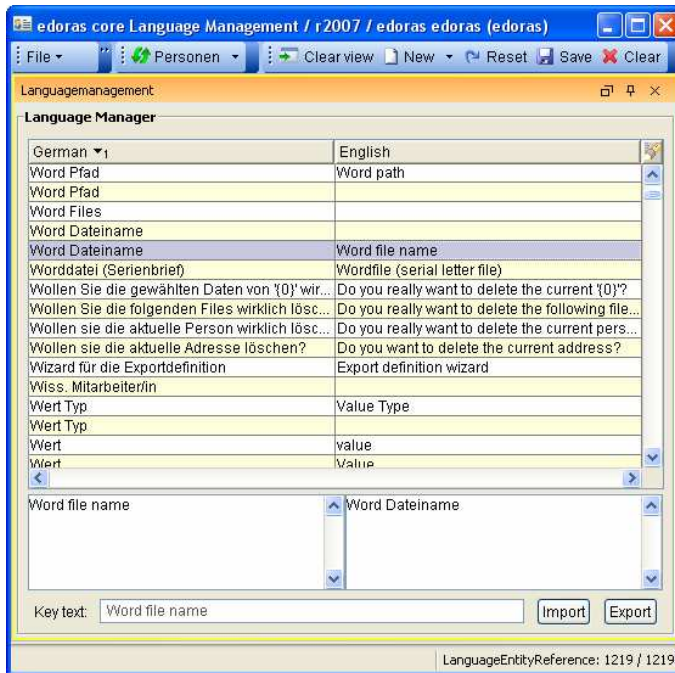 edoras core Language Management / r2007 / edoras edoras (edoras)
File Personen Clear view New Reset Save Clear
Languagemanagement
Language Manager
German 1 English
Word Pfad Word path
Word Pfad
Word Files
Word Dateiname
Word Dateiname Word file name
Worddatei (Serienbrief) Wordfile (serial letter file)
Wollen Sie die gewählten Daten von '{0}' wir... Do you really want to delete the current '{0}'?
Wollen Sie die folgenden Files wirklich lösc... Do you really want to delete the following file...
Wollen sie die aktuelle Person wirklich lösc... Do you really want to delete the current pers...
Wollen sie die aktuelle Adresse löschen? Do you want to delete the current address?
Wizard für die Exportdefinition Export definition wizard
Wiss. Mitarbeiter/in
Wert Typ Value Type
Wert Typ
Wert value
Wert Value
Word file name Word Dateiname
Key text: Word file name Import Export
LanguageEntityReference: 1219 / 1219